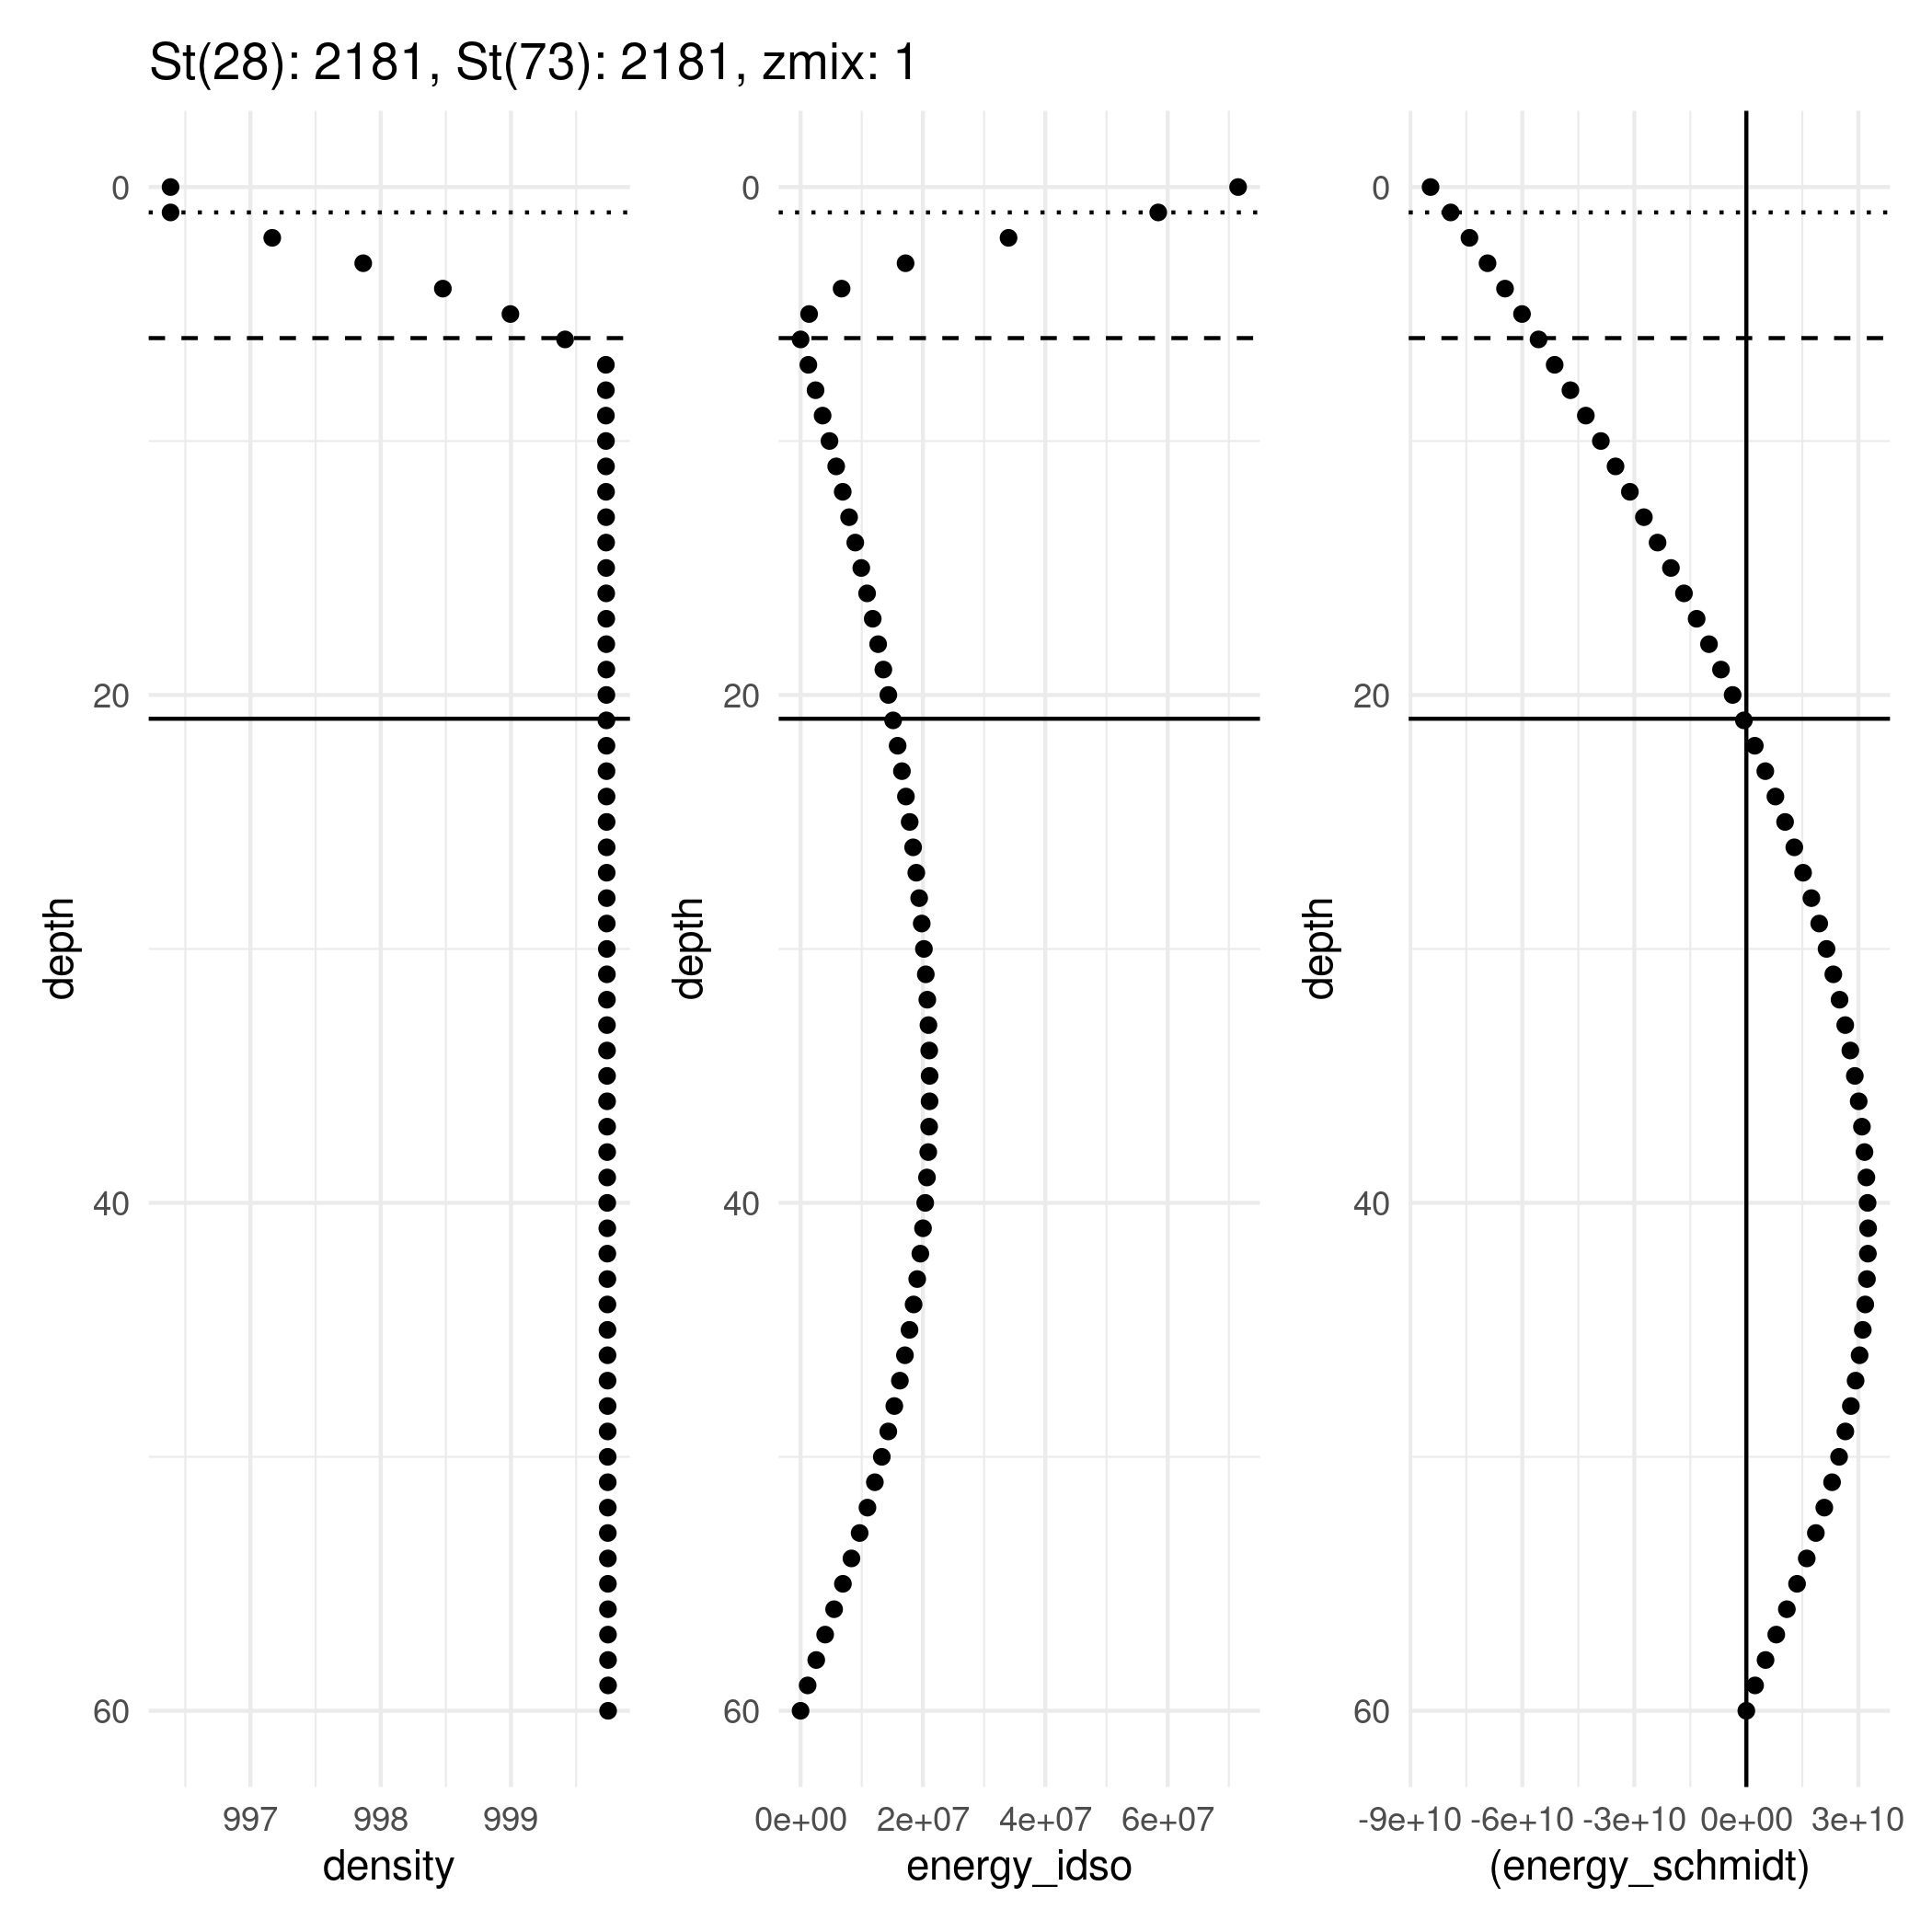 St(28): 2181, St(73): 2181, zmix: 1
0
20
40
60
depth
997 998 999
density
0
20
40
60
depth
0e+00 2e+07 4e+07 6e+07
energy_idso
0
20
40
60
depth
-9e+10 -6e+10 -3e+10 0e+00 3e+10
(energy_schmidt)